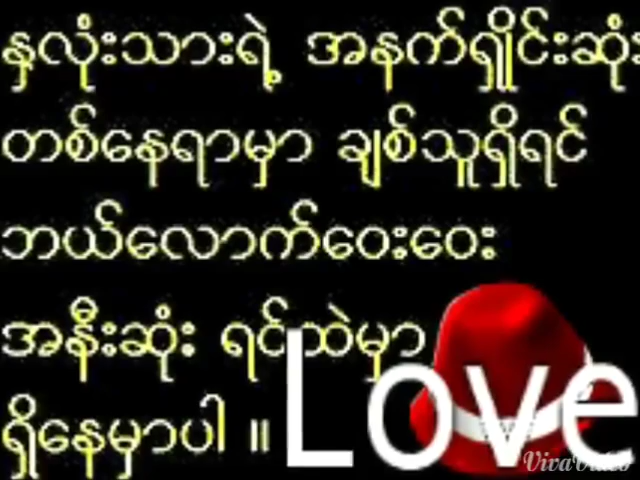 နှလုံးသားရဲ့ အနက်ရှိုင်းဆုံး
တစ်နေရာမှာ ချစ်သူရှိရင်
ဘယ်လောက်ဝေးဝေး
အနီးဆုံး ရင်ထဲမှာ
ရှိနေမှာပါ ။
Love
VivaVideo